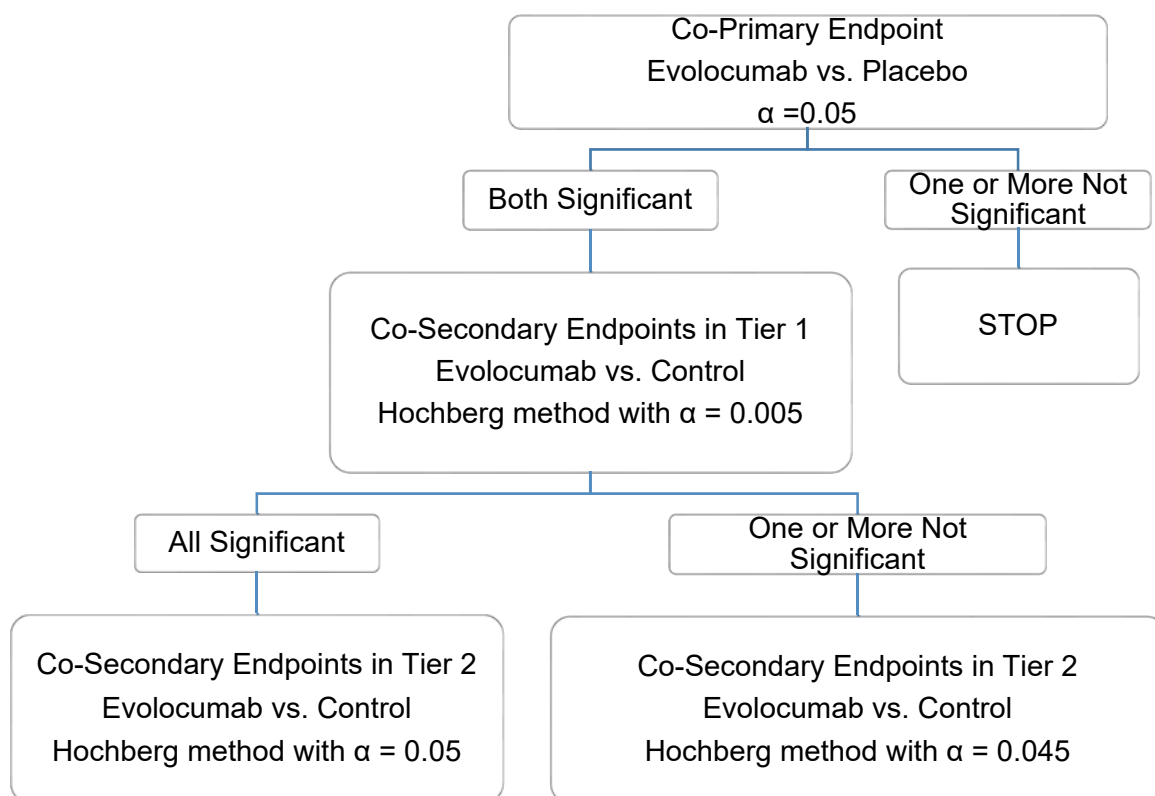 Co-Primary Endpoint
Evolocumab vs. Placebo
α =0.05
Both Significant
One or More Not
Significant
Co-Secondary Endpoints in Tier 1
Evolocumab vs. Control
Hochberg method with α = 0.005
STOP
All Significant
One or More Not
Significant
Co-Secondary Endpoints in Tier 2
Evolocumab vs. Control
Hochberg method with α = 0.05
Co-Secondary Endpoints in Tier 2
Evolocumab vs. Control
Hochberg method with α = 0.045